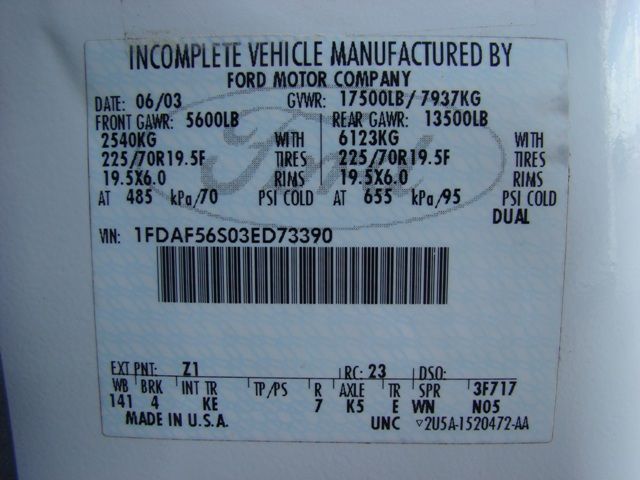 INCOMPLETE VEHICLE MANUFACTURED BY
FORD MOTOR COMPANY
DATE: 06/03 GVWR: 17500LB/ 7937KG
FRONT GAWR: 5600LB REAR GAWR: 13500LB
2540KG WITH 6123KG WITH
225/70R19.5F TIRES 225/70R19.5F TIRES
19.5X6.0 RIMS 19.5X6.0 RIMS
AT 485 kPa/70 PSI COLD AT 655 kPa/95 PSI COLD
DUAL
Ford
VIN: 1FDAF56S03ED73390
EXT PNT: Z1 RC: 23 DSO:
WB BRK INT TR TP/PS R AXLE TR SPR 3F717
141 4 KE 7 K5 E WN N05
MADE IN U.S.A. UNC ▽2U5A-1520472-AA